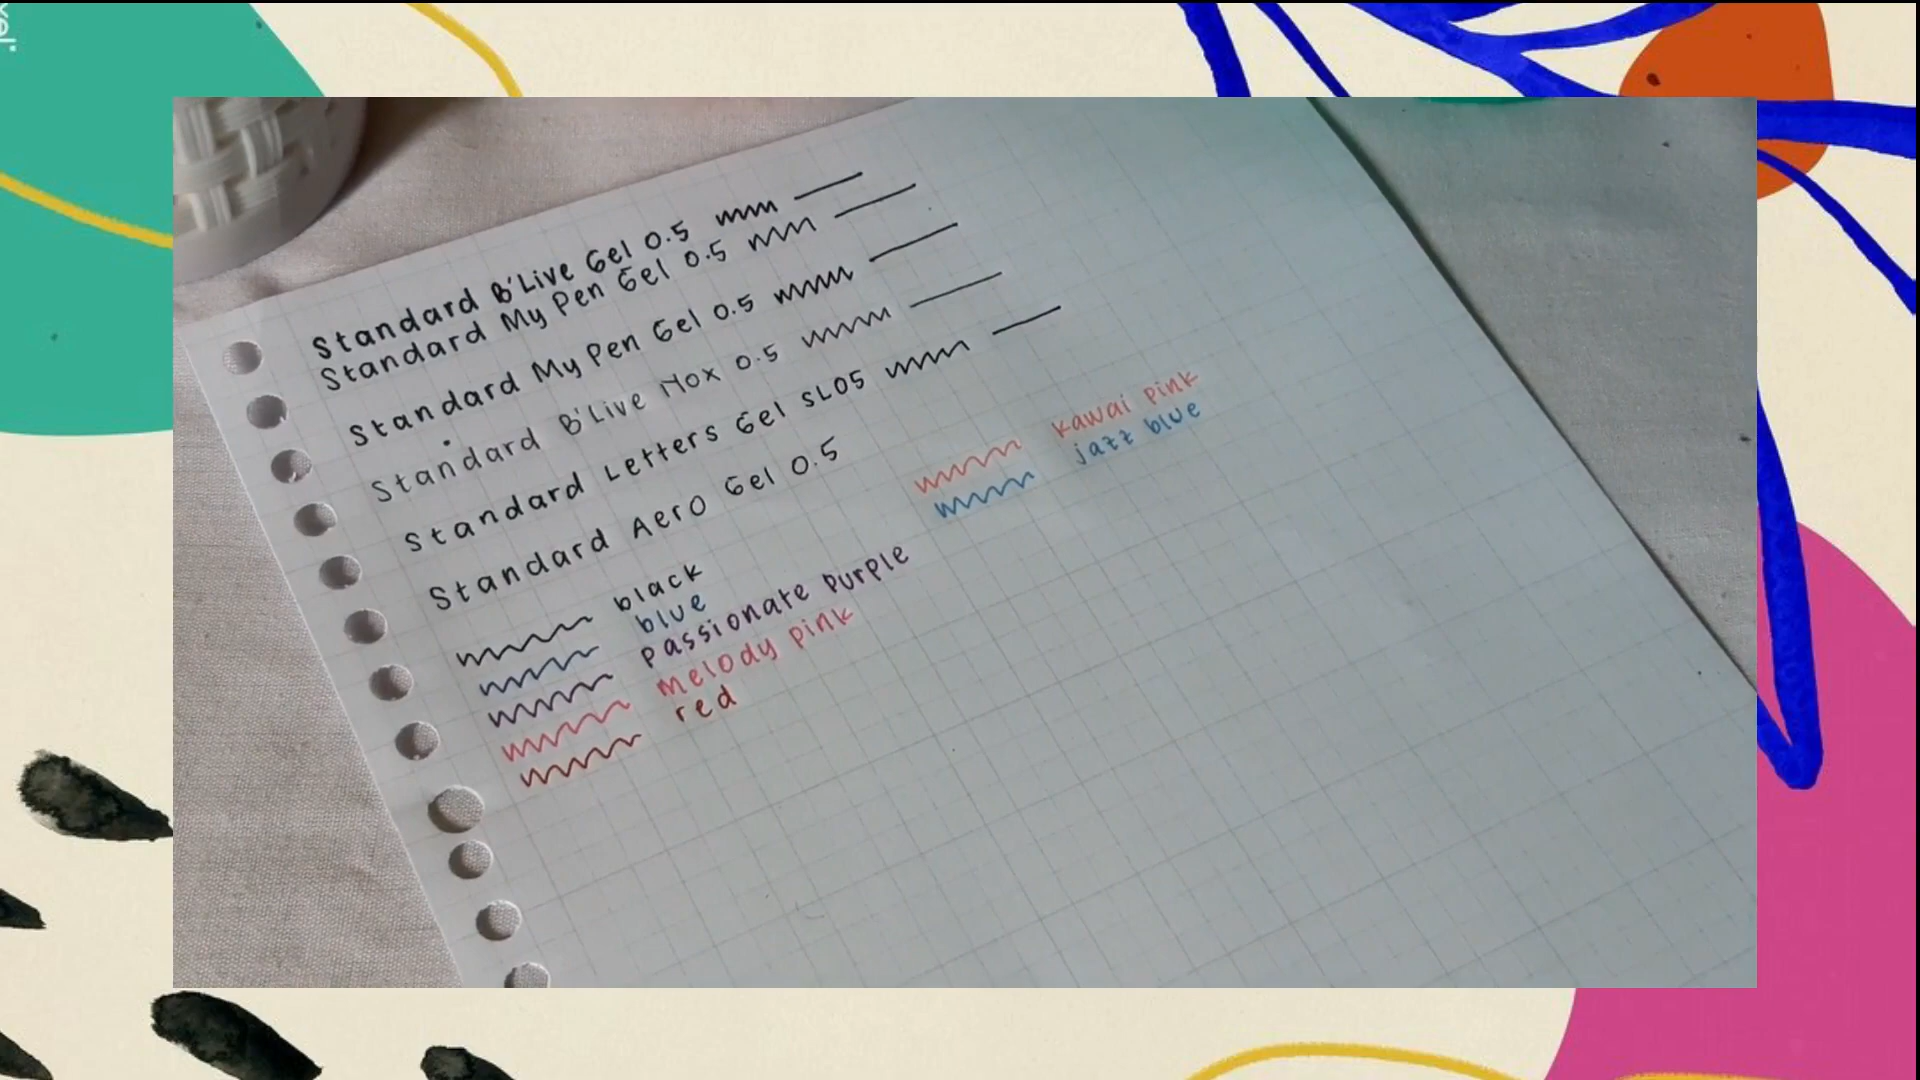 Standard B'Live Gel 0.5
Standard My Pen Gel 0.5
Standard My Pen Gel 0.5
Standard B'Live Nox 0.5
Standard Letters Gel SL05
Standard Aero Gel 0.5
black
blue
passionate purple
melody pink
red
kawai pink
jazz blue